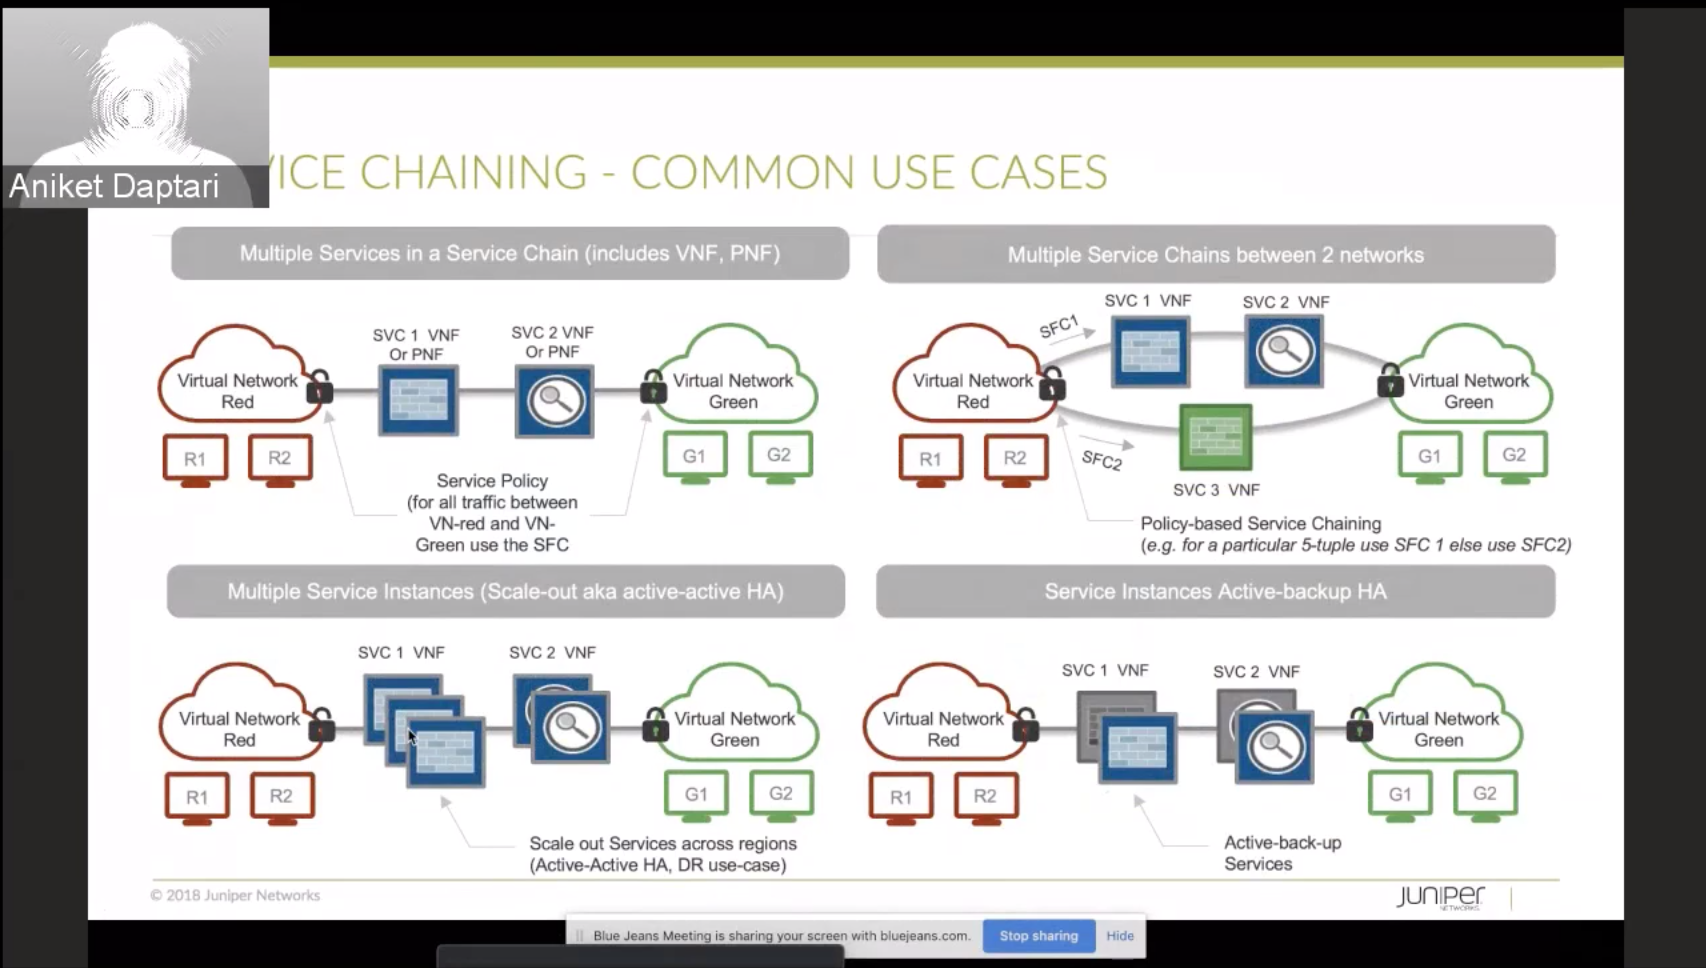 Aniket Daptari
VICE CHAINING - COMMON USE CASES
Multiple Services in a Service Chain (includes VNF, PNF)
SVC 1 VNF
Or PNF
SVC 2 VNF
Or PNF
Virtual Network
Red
Virtual Network
Green
R1
R2
G1
G2
Service Policy
(for all traffic between
VN-red and VN-
Green use the SFC
Multiple Service Chains between 2 networks
SVC 1 VNF
SVC 2 VNF
SFC1
Virtual Network
Red
Virtual Network
Green
R1
R2
SFC2
G1
G2
SVC 3 VNF
Policy-based Service Chaining
(e.g. for a particular 5-tuple use SFC 1 else use SFC2)
Multiple Service Instances (Scale-out aka active-active HA)
SVC 1 VNF
SVC 2 VNF
Virtual Network
Red
Virtual Network
Green
R1
R2
G1
G2
Scale out Services across regions
(Active-Active HA, DR use-case)
Service Instances Active-backup HA
SVC 1 VNF
SVC 2 VNF
Virtual Network
Red
Virtual Network
Green
R1
R2
G1
G2
Active-back-up
Services
© 2018 Juniper Networks
JUNIPER
NETWORKS
Blue Jeans Meeting is sharing your screen with bluejeans.com.
Stop sharing
Hide